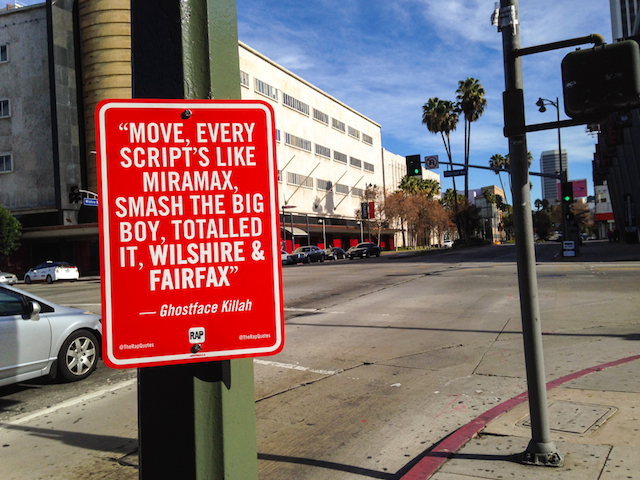 “MOVE, EVERY
SCRIPT'S LIKE
MIRAMAX,
SMASH THE BIG
BOY, TOTALLED
IT, WILSHIRE &
FAIRFAX”
— Ghostface Killah
@TheRapQuotes
RAP
@TheRapQuotes